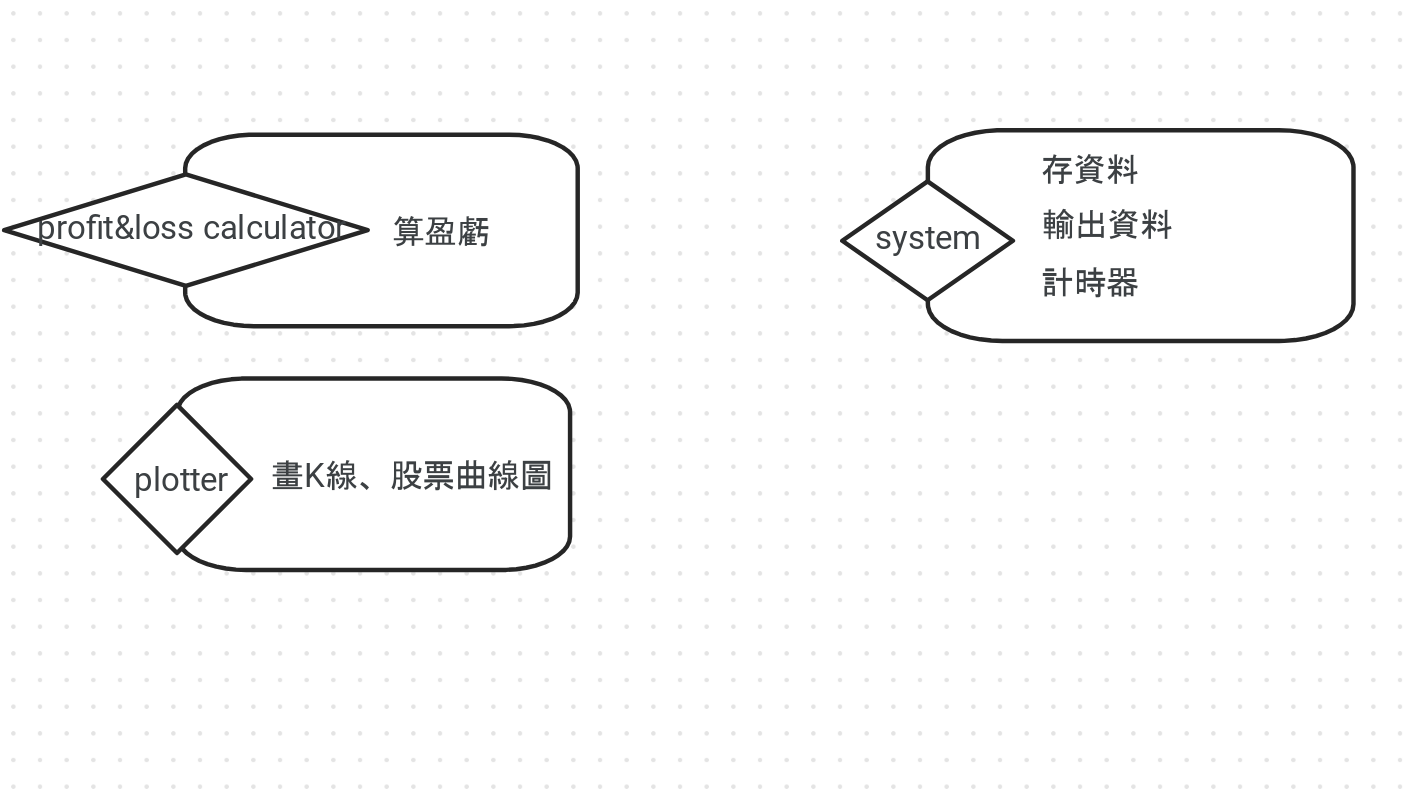 profit&loss calculator
算盈虧
plotter
畫K線、股票曲線圖
system
存資料
輸出資料
計時器